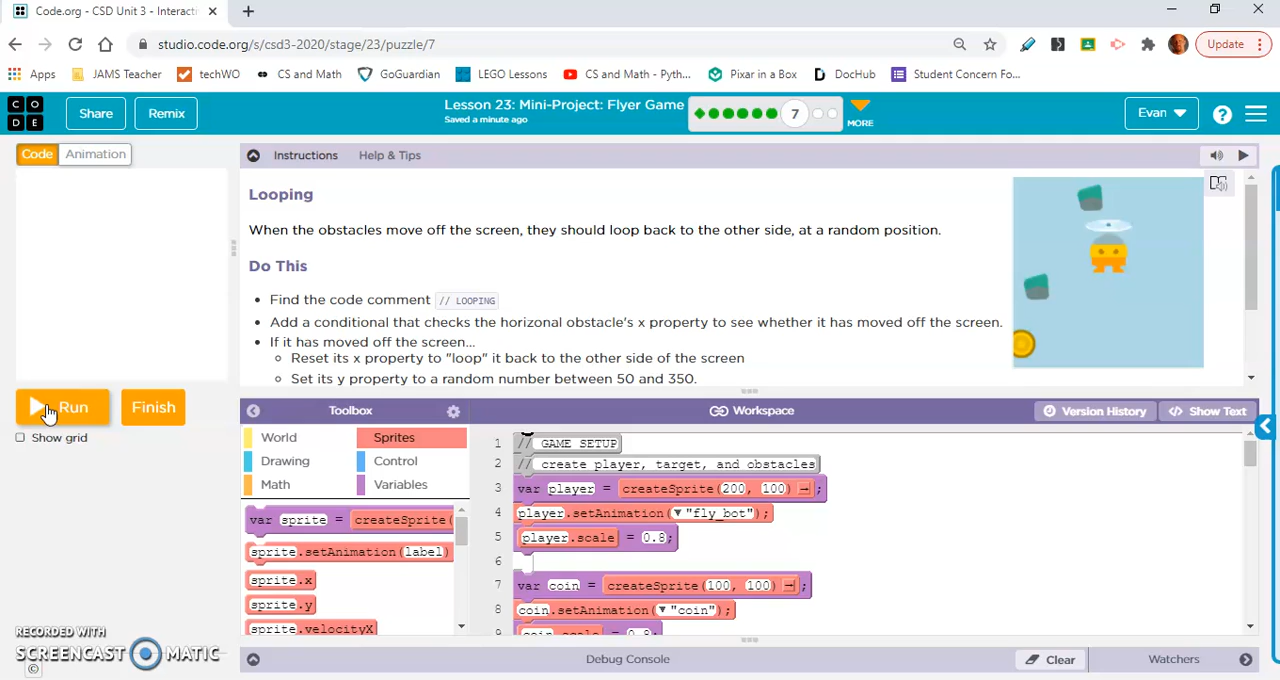 Code.org - CSD Unit 3 - Interacti
studio.code.org/s/csd3-2020/stage/23/puzzle/7
Update
Apps JAMS Teacher techWO CS and Math GoGuardian LEGO Lessons CS and Math - Pyth... Pixar in a Box DocHub Student Concern Fo...
C O D E
Share Remix
Lesson 23: Mini-Project: Flyer Game
Saved a minute ago
7
MORE
Evan
Code Animation
Instructions Help & Tips
Looping
When the obstacles move off the screen, they should loop back to the other side, at a random position.
Do This
• Find the code comment // LOOPING
• Add a conditional that checks the horizonal obstacle's x property to see whether it has moved off the screen.
• If it has moved off the screen...
Reset its x property to "loop" it back to the other side of the screen
Set its y property to a random number between 50 and 350.
Run Finish
Show grid
Toolbox
Workspace
Version History
Show Text
World Sprites
Drawing Control
Math Variables
var sprite = createSprite(
sprite.setAnimation(label)
sprite.x
sprite.y
sprite.velocityX
1 // GAME SETUP
2 // create player, target, and obstacles
3 var player = createSprite(200, 100);
4 player.setAnimation("fly_bot");
5 player.scale = 0.8;
6
7 var coin = createSprite(100, 100);
8 coin.setAnimation("coin");
9 coin.scale = 0.8;
Debug Console
Clear
Watchers
RECORDED WITH
SCREENCAST MATIC